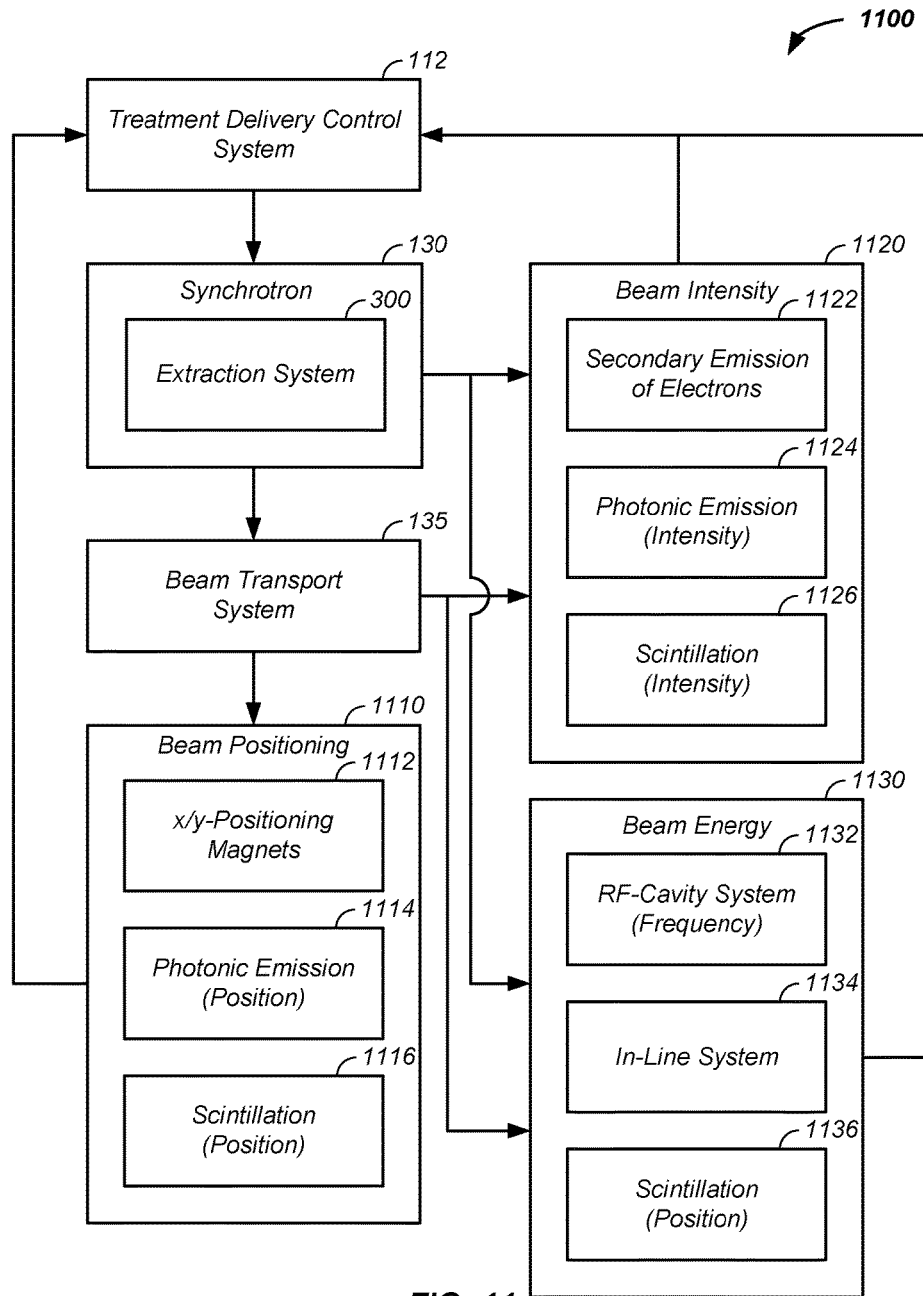 1100
112
Treatment Delivery Control
System
130
Synchrotron
300
Extraction System
135
Beam Transport
System
1110
Beam Positioning
1112
x/y-Positioning
Magnets
1114
Photonic Emission
(Position)
1116
Scintillation
(Position)
1120
Beam Intensity
1122
Secondary Emission
of Electrons
1124
Photonic Emission
(Intensity)
1126
Scintillation
(Intensity)
1130
Beam Energy
1132
RF-Cavity System
(Frequency)
1134
In-Line System
1136
Scintillation
(Position)